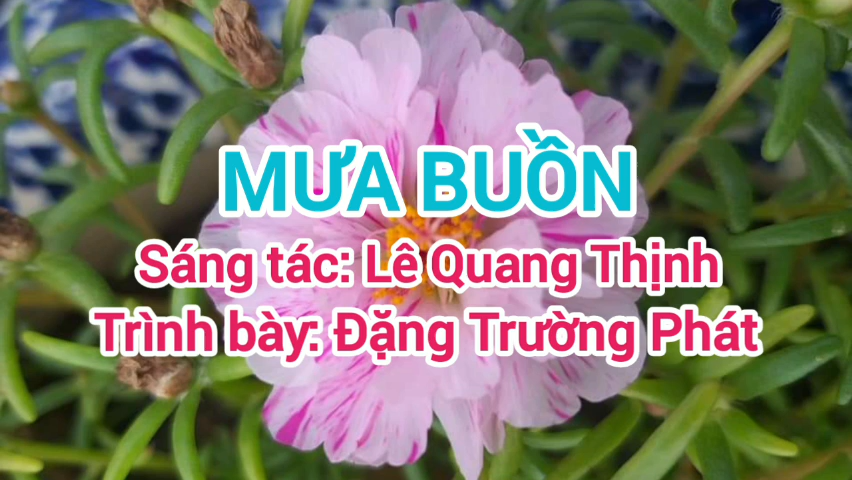 MƯA BUỒN
Sáng tác: Lê Quang Thịnh
Trình bày: Đặng Trường Phát